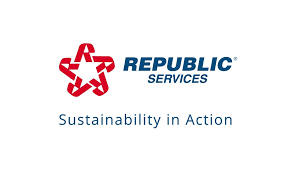 REPUBLIC®
SERVICES
Sustainability in Action